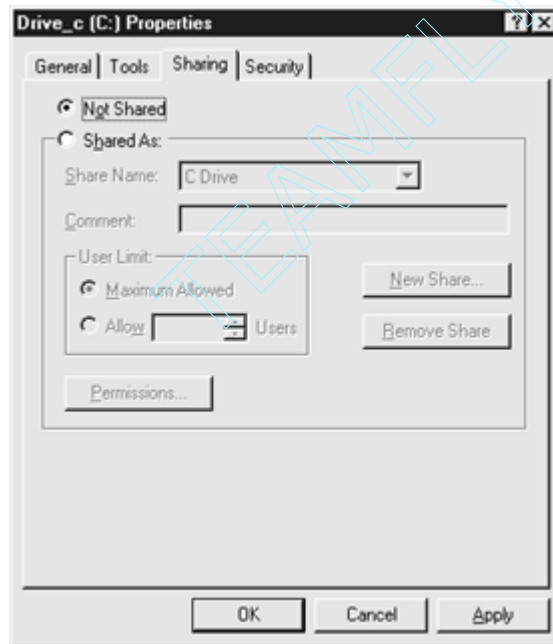 Drive_c (C:) Properties
General Tools Sharing Security
Not Shared
Shared As:
Share Name: C Drive
Comment:
User Limit:
Maximum Allowed
New Share...
Allow Users
Remove Share
Permissions...
OK Cancel Apply
TEAMFLY